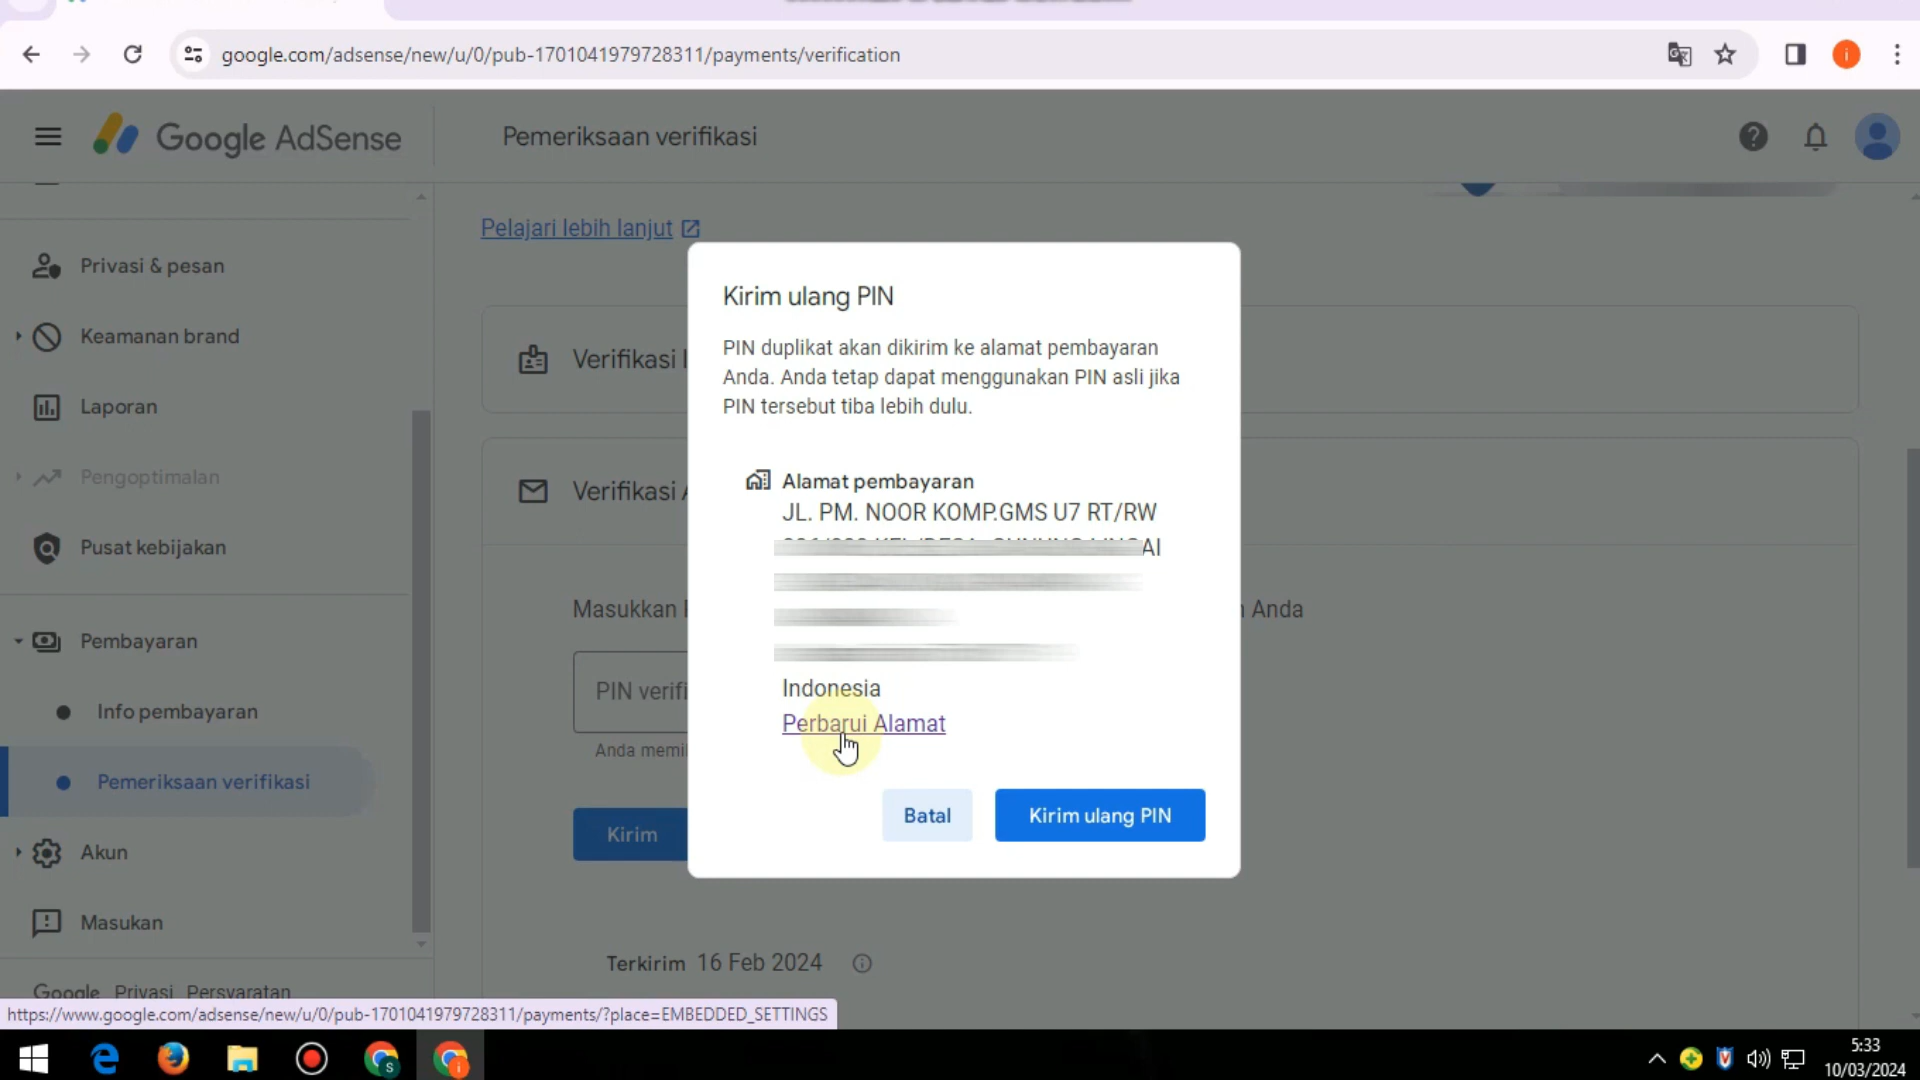 google.com/adsense/new/u/0/pub-1701041979728311/payments/verification
Google AdSense
Pemeriksaan verifikasi
Pelajari lebih lanjut
Privasi & pesan
Keamanan brand
Laporan
Pengoptimalan
Pusat kebijakan
Pembayaran
Info pembayaran
Pemeriksaan verifikasi
Akun
Masukan
Google Privasi Persyaratan
Verifikasi
Verifikasi A
Masukkan
n Anda
PIN verifi
Anda memi
Kirim
Terkirim 16 Feb 2024
Kirim ulang PIN
PIN duplikat akan dikirim ke alamat pembayaran
Anda. Anda tetap dapat menggunakan PIN asli jika
PIN tersebut tiba lebih dulu.
Alamat pembayaran
JL. PM. NOOR KOMP.GMS U7 RT/RW
AI
Indonesia
Perbarui Alamat
Batal
Kirim ulang PIN
https://www.google.com/adsense/new/u/0/pub-1701041979728311/payments/?place=EMBEDDED_SETTINGS
5:33
10/03/2024